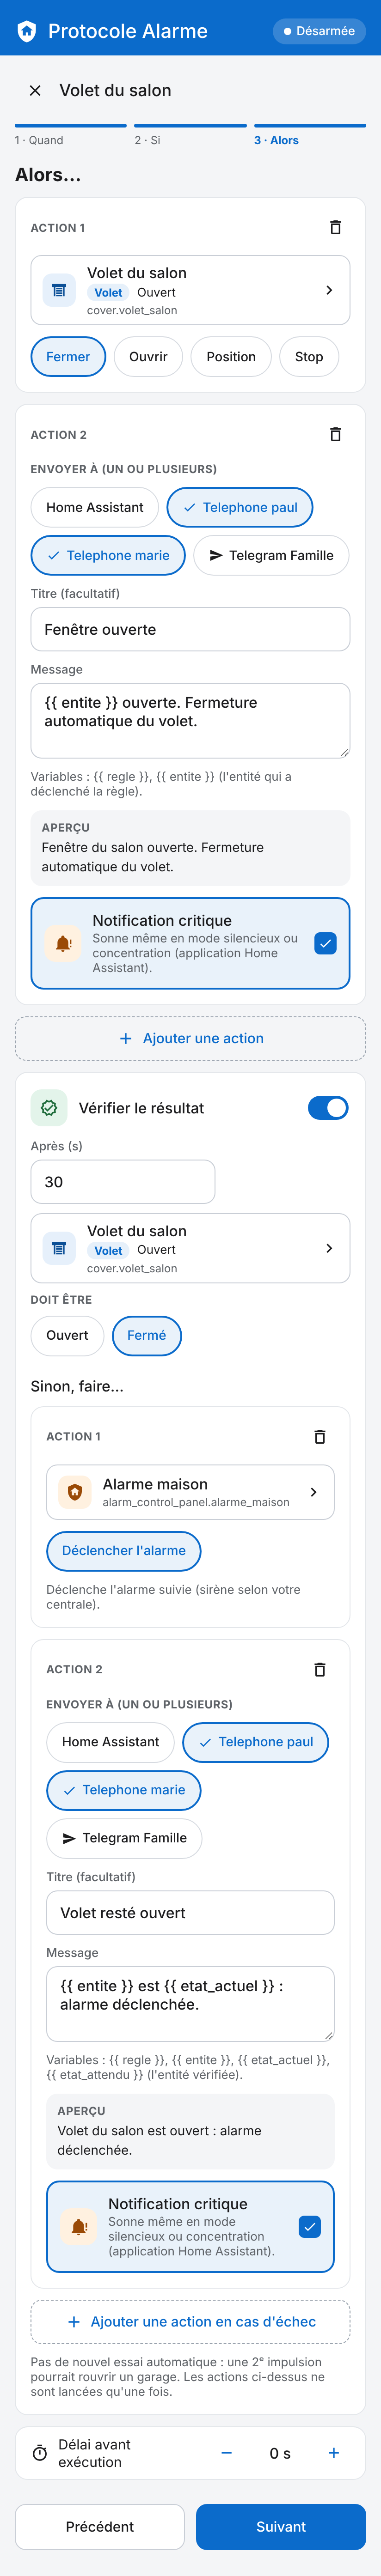 Protocole Alarme
Désarmée
Volet du salon
1 · Quand
2 · Si
3 · Alors
Alors...
ACTION 1
Volet du salon
Volet Ouvert
cover.volet_salon
Fermer
Ouvrir
Position
Stop
ACTION 2
ENVOYER À (UN OU PLUSIEURS)
Home Assistant
Telephone paul
Telephone marie
Telegram Famille
Titre (facultatif)
Fenêtre ouverte
Message
{{ entite }} ouverte. Fermeture
automatique du volet.
Variables : {{ regle }}, {{ entite }} (l'entité qui a
déclenché la règle).
APERÇU
Fenêtre du salon ouverte. Fermeture
automatique du volet.
Notification critique
Sonne même en mode silencieux ou
concentration (application Home
Assistant).
Ajouter une action
Vérifier le résultat
Après (s)
30
Volet du salon
Volet Ouvert
cover.volet_salon
DOIT ÊTRE
Ouvert
Fermé
Sinon, faire...
ACTION 1
Alarme maison
alarm_control_panel.alarme_maison
Déclencher l'alarme
Déclenche l'alarme suivie (sirène selon votre
centrale).
ACTION 2
ENVOYER À (UN OU PLUSIEURS)
Home Assistant
Telephone paul
Telephone marie
Telegram Famille
Titre (facultatif)
Volet resté ouvert
Message
{{ entite }} est {{ etat_actuel }} :
alarme déclenchée.
Variables : {{ regle }}, {{ entite }}, {{ etat_actuel }},
{{ etat_attendu }} (l'entité vérifiée).
APERÇU
Volet du salon est ouvert : alarme
déclenchée.
Notification critique
Sonne même en mode
silencieux ou concentration
(application Home Assistant).
Ajouter une action en cas d'échec
Pas de nouvel essai automatique : une 2ᵉ impulsion
pourrait rouvrir un garage. Les actions ci-dessus ne
sont lancées qu'une fois.
Délai avant
exécution
0 s
Précédent
Suivant